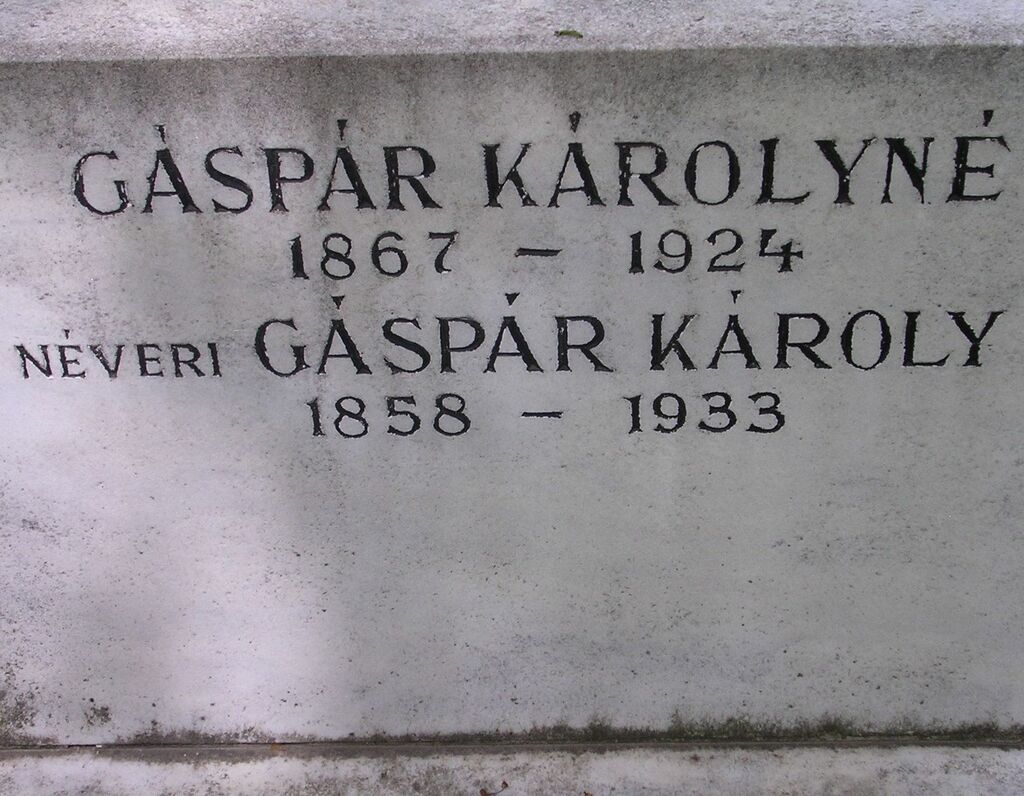 GÁSPÁR KÁROLYNÉ
1867 – 1924
NÉVERI GÁSPÁR KÁROLY
1858 – 1933